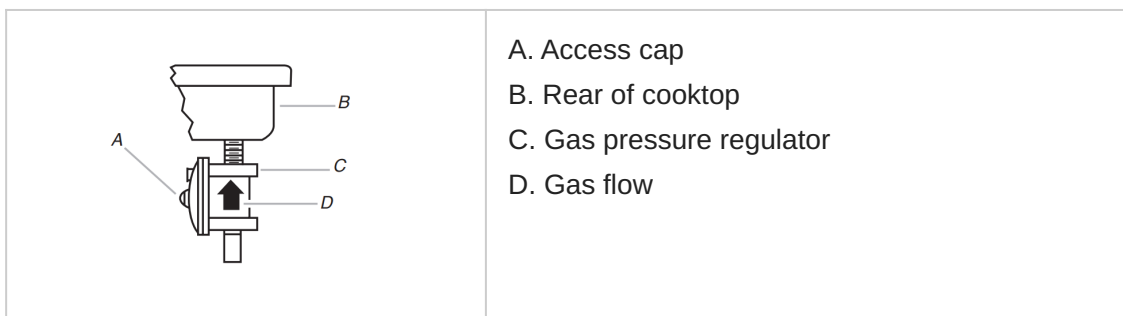 A
B
C
D
A. Access cap
B. Rear of cooktop
C. Gas pressure regulator
D. Gas flow